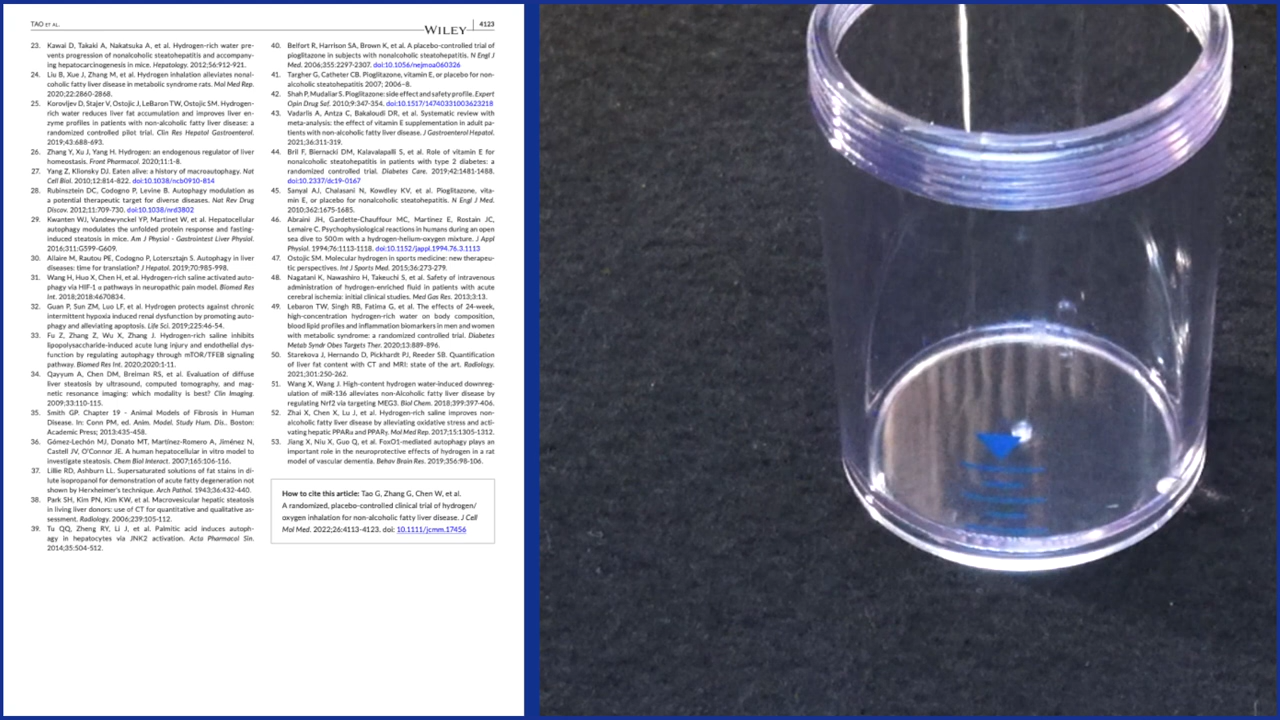 TAO ET AL.
WILEY
4123
23. Kawai D, Takaki A, Nakatsuka A, et al. Hydrogen-rich water pre-
vents progression of nonalcoholic steatohepatitis and accompany-
ing hepatocarcinogenesis in mice. Hepatology. 2012;56:912-921.
24. Liu B, Xue J, Zhang M, et al. Hydrogen inhalation alleviates nonal-
coholic fatty liver disease in metabolic syndrome rats. Mol Med Rep.
2020;22:2860-2868.
25. Korovljev D, Stajer V, Ostojic J, LeBaron TW, Ostojic SM. Hydrogen-
rich water reduces liver fat accumulation and improves liver en-
zyme profiles in patients with non-alcoholic fatty liver disease: a
randomized controlled pilot trial. Clin Res Hepatol Gastroenterol.
2019;43:688-693.
26. Zhang Y, Xu J, Yang H. Hydrogen: an endogenous regulator of liver
homeostasis. Front Pharmacol. 2020;11:1-8.
27. Yang Z, Klionsky DJ. Eaten alive: a history of macroautophagy. Nat
Cell Biol. 2010;12:814-822. doi:10.1038/ncb0910-814
28. Rubinsztein DC, Codogno P, Levine B. Autophagy modulation as
a potential therapeutic target for diverse diseases. Nat Rev Drug
Discov. 2012;11:709-730. doi:10.1038/nrd3802
29. Kwanten WJ, Vandewynckel YP, Martinet W, et al. Hepatocellular
autophagy modulates the unfolded protein response and fasting-
induced steatosis in mice. Am J Physiol - Gastrointest Liver Physiol.
2016;311:G599-G609.
30. Allaire M, Rautou PE, Codogno P, Lotersztajn S. Autophagy in liver
diseases: time for translation? J Hepatol. 2019;70:985-998.
31. Wang H, Huo X, Chen H, et al. Hydrogen-rich saline activated auto-
phagy via HIF-1 α pathways in neuropathic pain model. Biomed Res
Int. 2018;2018:4670834.
32. Guan P, Sun ZM, Luo LF, et al. Hydrogen protects against chronic
intermittent hypoxia induced renal dysfunction by promoting auto-
phagy and alleviating apoptosis. Life Sci. 2019;225:46-54.
33. Fu Z, Zhang Z, Wu X, Zhang J. Hydrogen-rich saline inhibits
lipopolysaccharide-induced acute lung injury and endothelial dys-
function by regulating autophagy through mTOR/TFEB signaling
pathway. Biomed Res Int. 2020;2020:1-11.
34. Qayyum A, Chen DM, Breiman RS, et al. Evaluation of diffuse
liver steatosis by ultrasound, computed tomography, and mag-
netic resonance imaging: which modality is best? Clin Imaging.
2009;33:110-115.
35. Smith GP. Chapter 19 - Animal Models of Fibrosis in Human
Disease. In: Conn PM, ed. Anim. Model. Study Hum. Dis.. Boston:
Academic Press; 2013:435-458.
36. Gómez-Lechón MJ, Donato MT, Martínez-Romero A, Jiménez N,
Castell JV, O'Connor JE. A human hepatocellular in vitro model to
investigate steatosis. Chem Biol Interact. 2007;165:106-116.
37. Lillie RD, Ashburn LL. Supersaturated solutions of fat stains in di-
lute isopropanol for demonstration of acute fatty degeneration not
shown by Herxheimer's technique. Arch Pathol. 1943;36:432-440.
38. Park SH, Kim PN, Kim KW, et al. Macrovesicular hepatic steatosis
in living liver donors: use of CT for quantitative and qualitative as-
sessment. Radiology. 2006;239:105-112.
39. Tu QQ, Zheng RY, Li J, et al. Palmitic acid induces autoph-
agy in hepatocytes via JNK2 activation. Acta Pharmacol Sin.
2014;35:504-512.
40. Belfort R, Harrison SA, Brown K, et al. A placebo-controlled trial of
pioglitazone in subjects with nonalcoholic steatohepatitis. N Engl J
Med. 2006;355:2297-2307. doi:10.1056/nejmoa060326
41. Targher G, Catheter CB. Pioglitazone, vitamin E, or placebo for non-
alcoholic steatohepatitis 2007; 2006–8.
42. Shah P, Mudaliar S. Pioglitazone: side effect and safety profile. Expert
Opin Drug Saf. 2010;9:347-354. doi:10.1517/14740331003623218
43. Vadarlis A, Antza C, Bakaloudi DR, et al. Systematic review with
meta-analysis: the effect of vitamin E supplementation in adult pa-
tients with non-alcoholic fatty liver disease. J Gastroenterol Hepatol.
2021;36:311-319.
44. Bril F, Biernacki DM, Kalavalapalli S, et al. Role of vitamin E for
nonalcoholic steatohepatitis in patients with type 2 diabetes: a
randomized controlled trial. Diabetes Care. 2019;42:1481-1488.
doi:10.2337/dc19-0167
45. Sanyal AJ, Chalasani N, Kowdley KV, et al. Pioglitazone, vita-
min E, or placebo for nonalcoholic steatohepatitis. N Engl J Med.
2010;362:1675-1685.
46. Abraini JH, Gardette-Chauffour MC, Martinez E, Rostain JC,
Lemaire C. Psychophysiological reactions in humans during an open
sea dive to 500m with a hydrogen-helium-oxygen mixture. J Appl
Physiol. 1994;76:1113-1118. doi:10.1152/jappl.1994.76.3.1113
47. Ostojic SM. Molecular hydrogen in sports medicine: new therapeu-
tic perspectives. Int J Sports Med. 2015;36:273-279.
48. Nagatani K, Nawashiro H, Takeuchi S, et al. Safety of intravenous
administration of hydrogen-enriched fluid in patients with acute
cerebral ischemia: initial clinical studies. Med Gas Res. 2013;3:13.
49. Lebaron TW, Singh RB, Fatima G, et al. The effects of 24-week,
high-concentration hydrogen-rich water on body composition,
blood lipid profiles and inflammation biomarkers in men and women
with metabolic syndrome: a randomized controlled trial. Diabetes
Metab Syndr Obes Targets Ther. 2020;13:889-896.
50. Starekova J, Hernando D, Pickhardt PJ, Reeder SB. Quantification
of liver fat content with CT and MRI: state of the art. Radiology.
2021;301:250-262.
51. Wang X, Wang J. High-content hydrogen water-induced downreg-
ulation of miR-136 alleviates non-Alcoholic fatty liver disease by
regulating Nrf2 via targeting MEG3. Biol Chem. 2018;399:397-406.
52. Zhai X, Chen X, Lu J, et al. Hydrogen-rich saline improves non-
alcoholic fatty liver disease by alleviating oxidative stress and acti-
vating hepatic PPARα and PPARγ. Mol Med Rep. 2017;15:1305-1312.
53. Jiang X, Niu X, Guo Q, et al. FoxO1-mediated autophagy plays an
important role in the neuroprotective effects of hydrogen in a rat
model of vascular dementia. Behav Brain Res. 2019;356:98-106.
How to cite this article: Tao G, Zhang G, Chen W, et al.
A randomized, placebo-controlled clinical trial of hydrogen/
oxygen inhalation for non-alcoholic fatty liver disease. J Cell
Mol Med. 2022;26:4113-4123. doi: 10.1111/jcmm.17456